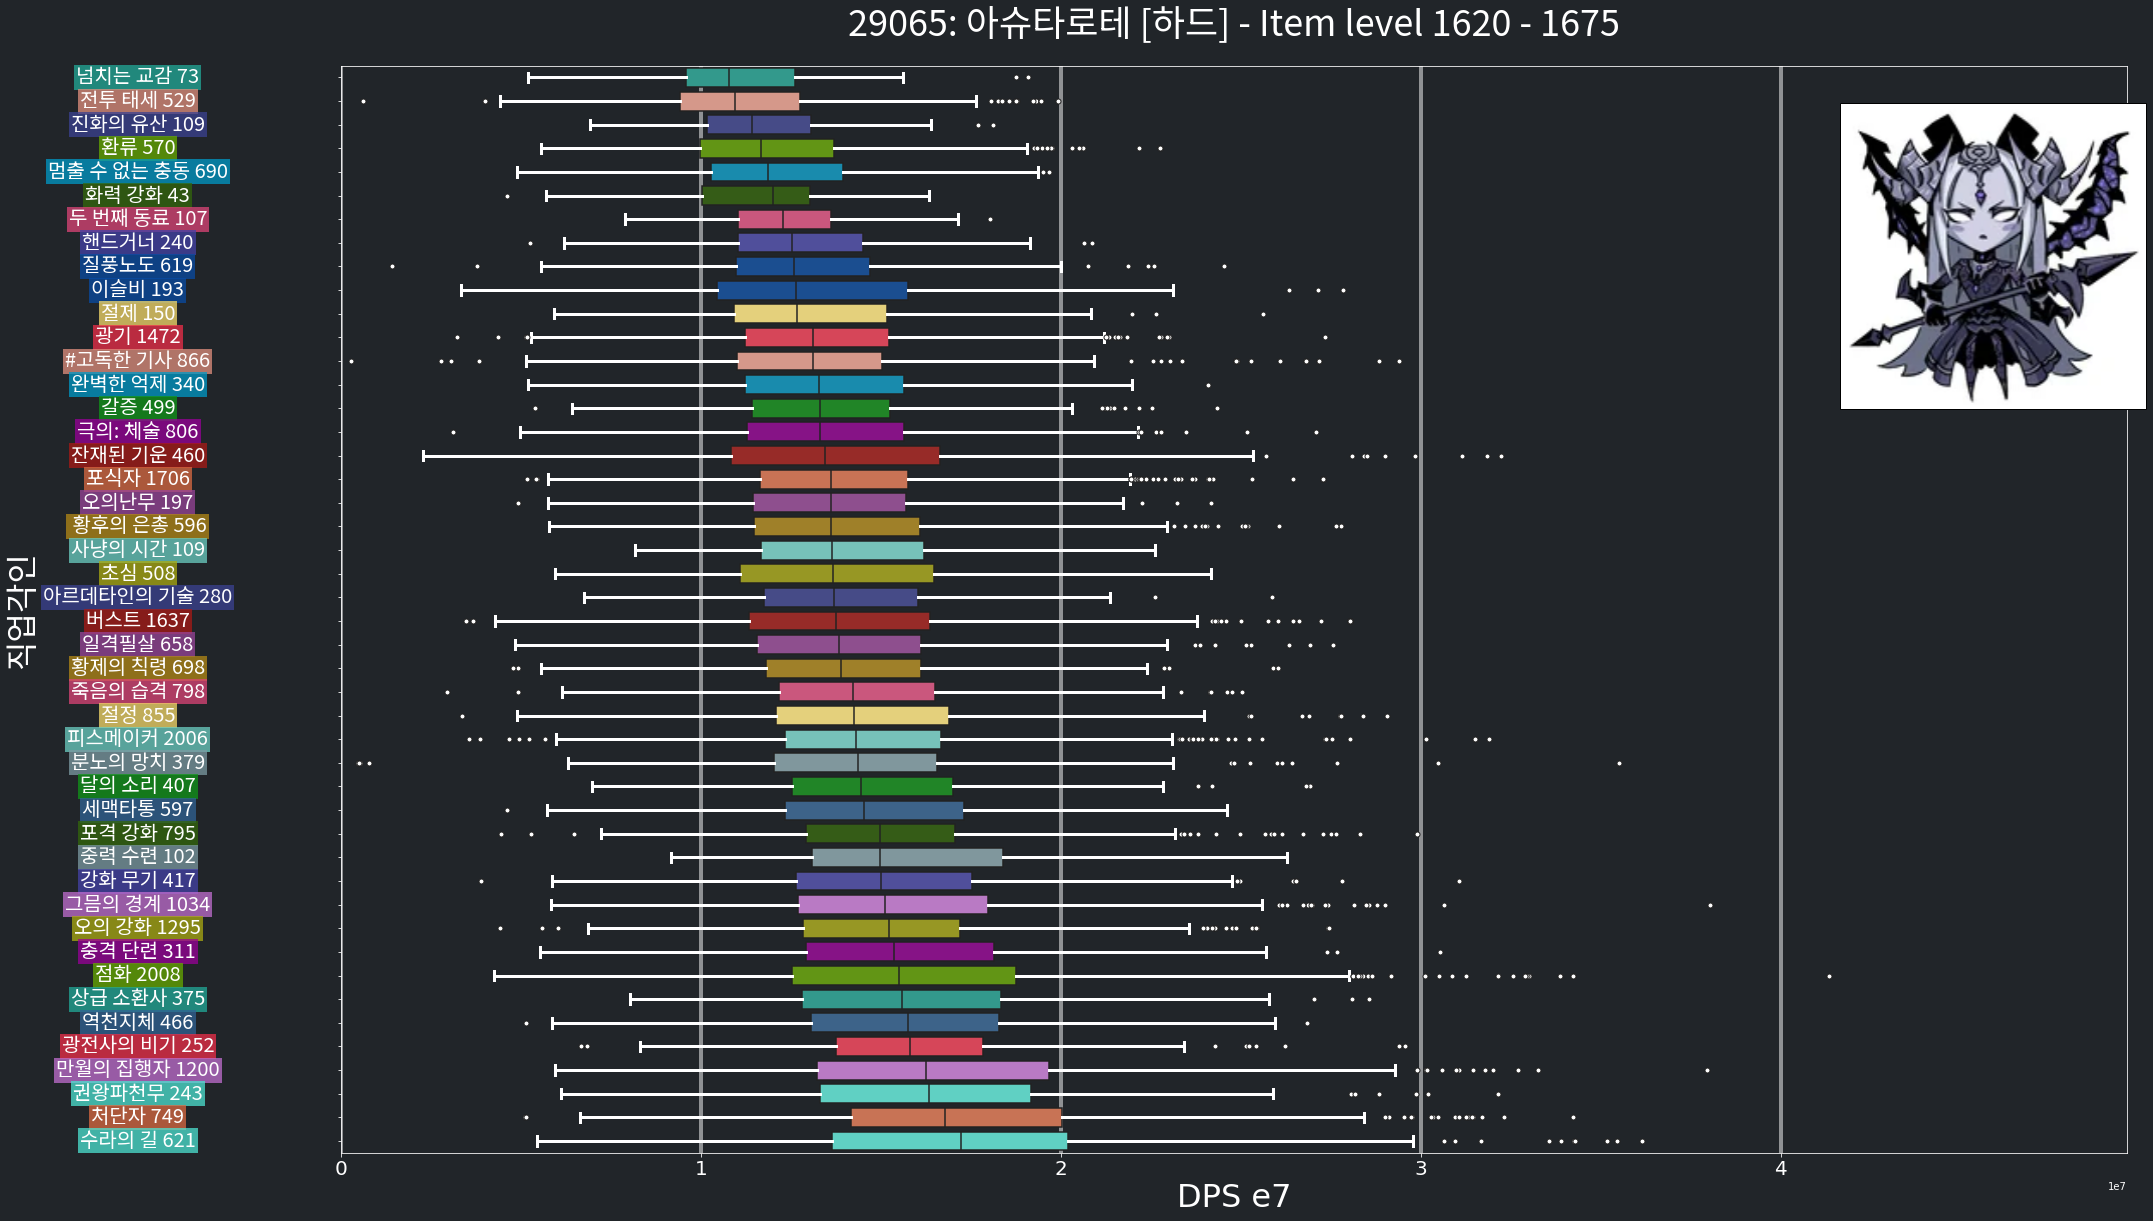 29065: 아슈타로테 [하드] - Item level 1620 - 1675
넘치는 교감 73
전투 태세 529
진화의 유산 109
환류 570
멈출 수 없는 충동 690
화력 강화 43
두 번째 동료 107
핸드거너 240
질풍노도 619
이슬비 193
절제 150
광기 1472
#고독한 기사 866
완벽한 억제 340
갈증 499
극의: 체술 806
잔재된 기운 460
포식자 1706
오의난무 197
황후의 은총 596
사냥의 시간 109
초심 508
아르데타인의 기술 280
버스트 1637
일격필살 658
황제의 칙령 698
죽음의 습격 798
절정 855
피스메이커 2006
분노의 망치 379
달의 소리 407
세맥타통 597
포격 강화 795
중력 수련 102
강화 무기 417
그믐의 경계 1034
오의 강화 1295
충격 단련 311
점화 2008
상급 소환사 375
역천지체 466
광전사의 비기 252
만월의 집행자 1200
권왕파천무 243
처단자 749
수라의 길 621
직업각인
0 1 2 3 4
DPS e7
1e7